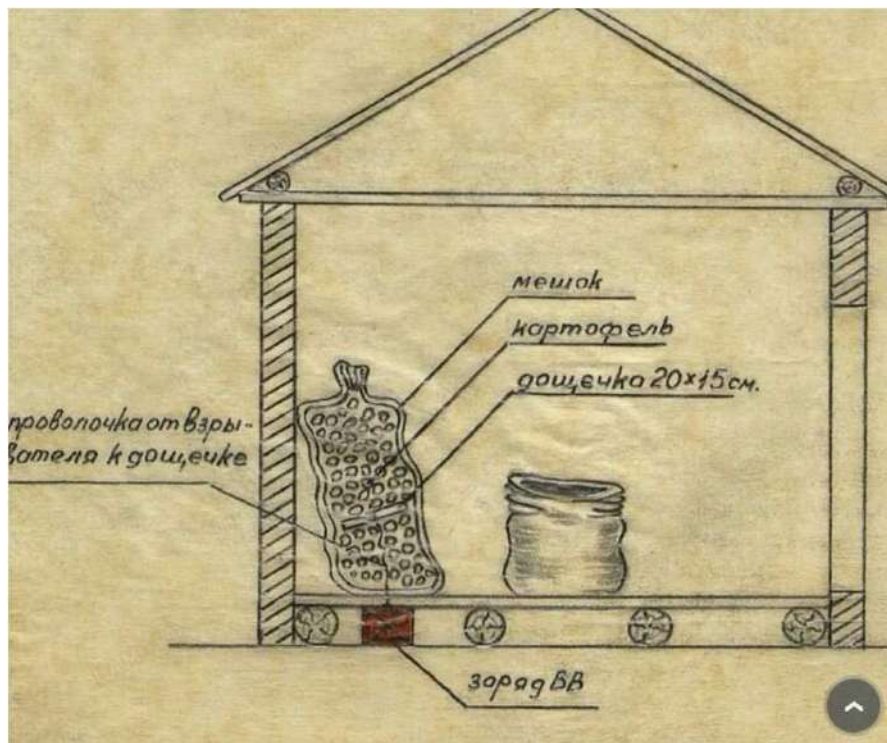 мешок
картофель
дощечка 20×15 см.
проволочка от взры-
вателя к дощечке
заряд ВВ